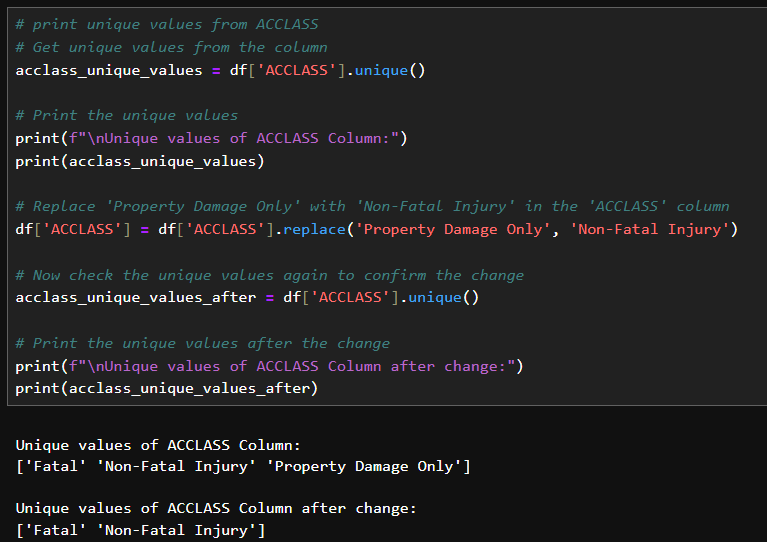 # print unique values from ACCLASS
# Get unique values from the column
acclass_unique_values = df['ACCLASS'].unique()
# Print the unique values
print(f"\nUnique values of ACCLASS Column:")
print(acclass_unique_values)
# Replace 'Property Damage Only' with 'Non-Fatal Injury' in the 'ACCLASS' column
df['ACCLASS'] = df['ACCLASS'].replace('Property Damage Only', 'Non-Fatal Injury')
# Now check the unique values again to confirm the change
acclass_unique_values_after = df['ACCLASS'].unique()
# Print the unique values after the change
print(f"\nUnique values of ACCLASS Column after change:")
print(acclass_unique_values_after)
Unique values of ACCLASS Column:
['Fatal' 'Non-Fatal Injury' 'Property Damage Only']
Unique values of ACCLASS Column after change:
['Fatal' 'Non-Fatal Injury']